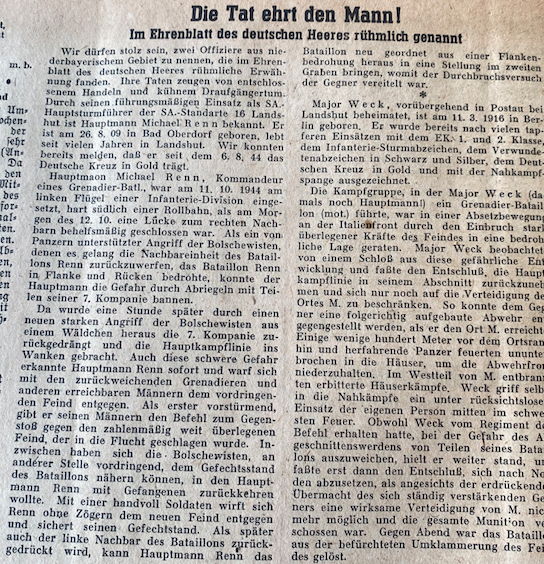 Die Tat ehrt den Mann!
Im Ehrenblatt des deutschen Heeres rühmlich genannt
Wir dürfen stolz sein, zwei Offiziere aus nie-
derbayerischem Gebiet zu nennen, die im Ehren-
blatt des deutschen Heeres rühmliche Erwäh-
nung fanden. Ihre Taten zeugen von entschlos-
senem Handeln und kühnem Draufgängertum.
Durch seinen führungsmäßigen Einsatz als SA.-
Hauptsturmführer der SA.-Standarte 16 Lands-
hut ist Hauptmann Michael Renn bekannt. Er
ist am 26. 8. 09 in Bad Oberdorf geboren, lebt
seit vielen Jahren in Landshut. Wir konnten
bereits melden, daß er seit dem 6. 8. 44 das
Deutsche Kreuz in Gold trägt.
Hauptmann Michael Fann, Kommandeur
eines Grenadier-Batl., war am 11. 10. 1944 am
linken Flügel einer Infanterie-Division einge-
setzt, hart südlich einer Rollbahn, als am Mor-
gen des 12. 10. eine Lücke zum rechten Nach-
barn behelfsmäßig geschlossen war. Als ein von
Panzern unterstützter Angriff der Bolschewisten,
denen es gelang die Nachbareinheit des Batail-
lons Renn zurückzuwerfen, das Bataillon Renn
in Flanke und Rücken bedrohte, konnte der
Hauptmann die Gefahr durch Abriegeln mit Tei-
len seiner 7. Kompanie bannen.
Da wurde eine Stunde später durch einen
neuen starken Angriff der Bolschewisten aus
einem Wäldchen heraus die 7. Kompanie zu-
rückgedrängt und die Hauptkampflinie ins
Wanken gebracht. Auch diese schwere Gefahr
erkannte Hauptmann Renn sofort und warf sich
mit den zurückweichenden Grenadieren und
anderen erreichbaren Männern dem vordringen-
den Feind entgegen. Als erster vorstürmend,
gibt er seinen Männern den Befehl zum Gegen-
stoß gegen den zahlenmäßig weit überlegenen
Feind, der in die Flucht geschlagen wurde. In-
zwischen haben sich die Bolschewisten, an
anderer Stelle vordringend, dem Gefechtsstand
des Bataillons nähern können, in den Haupt-
mann Renn mit Gefangenen zurückkehren
wollte. Mit einer handvoll Soldaten wirft sich
Renn ohne Zögern dem neuen Feind entgegen
und sichert seinen Gefechtstand. Als später
auch der linke Nachbar des Bataillons zurück-
gedrückt wird, kann Hauptmann Renn das
Bataillon neu geordnet aus einer Flanken-
bedrohung heraus in eine Stellung im zweiten
Graben bringen, womit der Durchbruchsversuch
der Gegner vereitelt war.
*
Major Weck, vorübergehend in Postau bei
Landshut beheimatet, ist am 11. 3. 1916 in Ber-
lin geboren. Er wurde bereits nach vielen tap-
feren Einsätzen mit dem EK. 1. und 2. Klasse,
dem Infanterie-Sturmabzeichen, dem Verwunde-
tenabzeichen in Schwarz und Silber, dem Deut-
schen Kreuz in Gold und mit der Nahkampf-
spange ausgezeichnet.
Die Kampfgruppe, in der Major Weck (da-
mals noch Hauptmann!) ein Grenadier-Batail-
lon (mot.) führte, war in einer Absetzbewegung
an der Italienfront durch den Einbruch stark
überlegener Kräfte des Feindes in eine bedroh-
liche Lage geraten. Major Weck beobachtet
von einem Schloß aus diese gefährliche Ent
wicklung und faßte den Entschluß, die Haupt
kampflinie in seinem Abschnitt zurückzuneh
men und sich nur noch auf die Verteidigung de
Ortes M. zu beschränken. So konnte dem Geg
ner eine folgerichtig aufgebaute Abwehr en
gegengestellt werden, als er den Ort M. erreicht
Einige wenige hundert Meter vor dem Ortsran
hin und herfahrende Panzer feuerten ununter
brochen in die Häuser, um die Abwehrfron
niederzuhalten. Im Westteil von M. entbran
ten erbitterte Häuserkämpfe. Weck griff selb
in die Nahkämpfe ein unter rücksichtslose
Einsatz der eigenen Person mitten im schwe
sten Feuer. Obwohl Weck vom Regiment de
Befehl erhalten hatte, bei der Gefahr des A
geschnittenswerdens von Teilen seines Bata
lons auszuweichen, hielt er weiter stand, un
faßte erst dann den Entschluß, sich nach Ne
den abzusetzen, als angesichts der erdrückende
Übermacht des sich ständig verstärkenden Ge
ners eine wirksame Verteidigung von M. nic
mehr möglich und die gesamte Munition ve
schossen war. Gegen Abend war das Batail
aus der befürchteten Umklammerung des Fei
des gelöst.